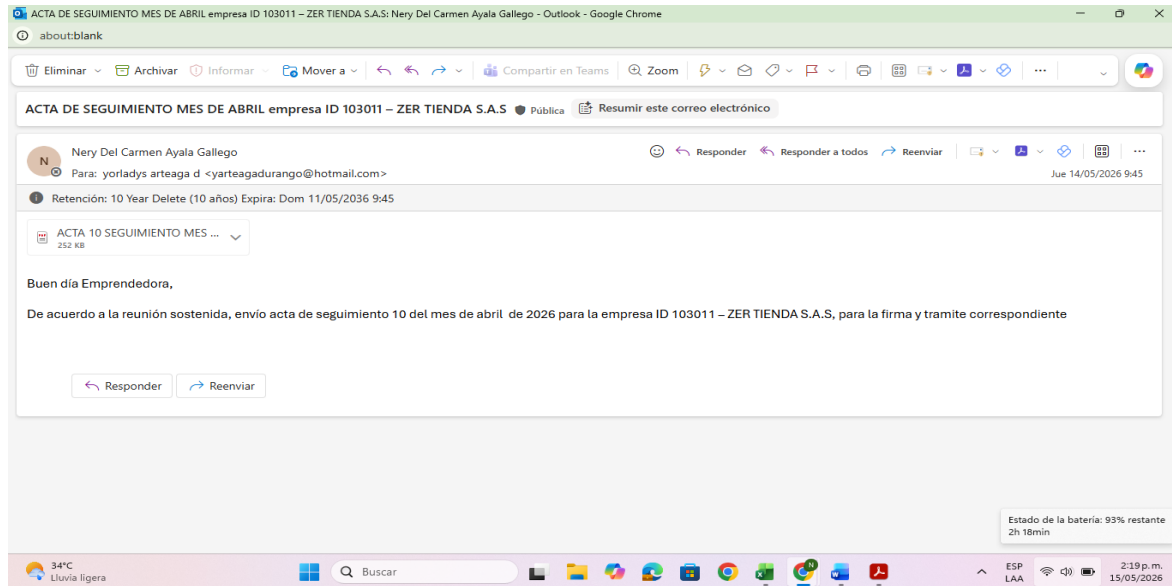 ACTA DE SEGUIMIENTO MES DE ABRIL empresa ID 103011 – ZER TIENDA S.A.S: Nery Del Carmen Ayala Gallego - Outlook - Google Chrome
about:blank
Eliminar Archivar Informar Mover a Compartir en Teams Zoom
ACTA DE SEGUIMIENTO MES DE ABRIL empresa ID 103011 – ZER TIENDA S.A.S Pública Resumir este correo electrónico
N
Nery Del Carmen Ayala Gallego
Responder Responder a todos Reenviar
Para: yorladys arteaga d <yarteagadurango@hotmail.com>
Jue 14/05/2026 9:45
Retención: 10 Year Delete (10 años) Expira: Dom 11/05/2036 9:45
ACTA 10 SEGUIMIENTO MES ...
252 KB
Buen día Emprendedora,
De acuerdo a la reunión sostenida, envío acta de seguimiento 10 del mes de abril de 2026 para la empresa ID 103011 – ZER TIENDA S.A.S, para la firma y tramite correspondiente
Responder Reenviar
Estado de la batería: 93% restante
2h 18min
34°C
Lluvia ligera
Buscar
ESP
LAA
2:19 p. m.
15/05/2026